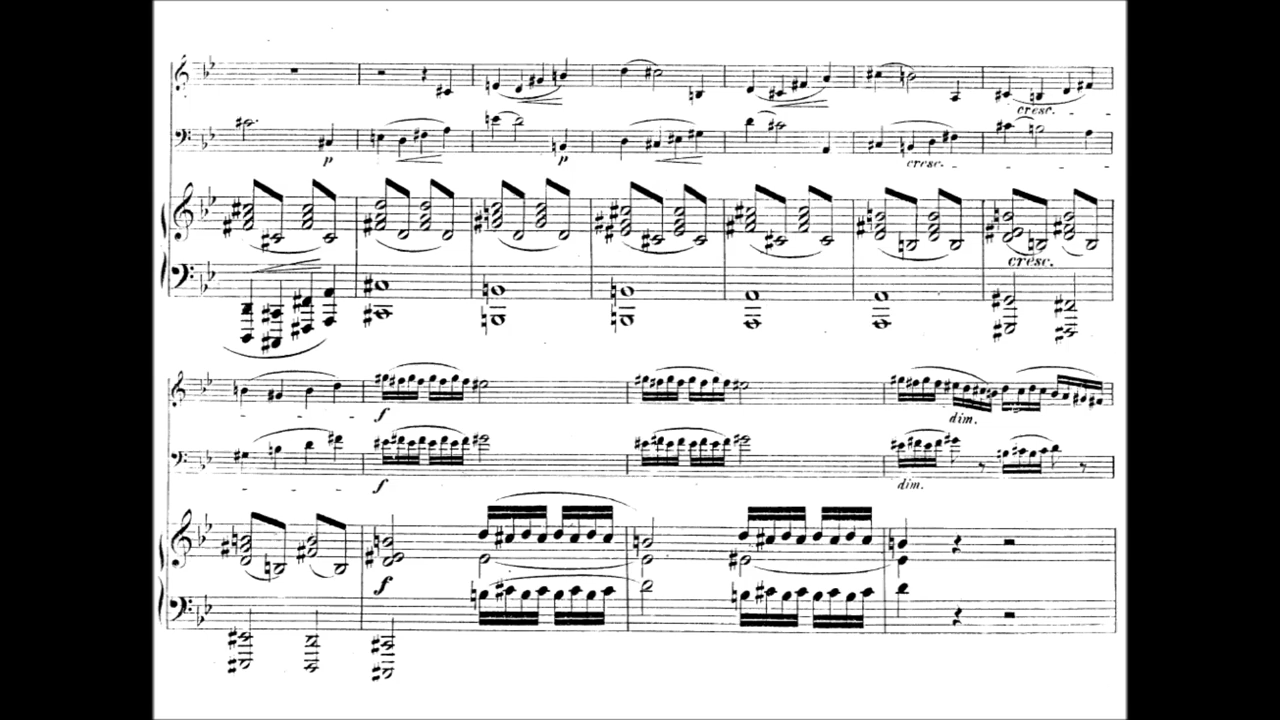 cresc.
p p cresc.
cresc.
f dim.
f dim.
f